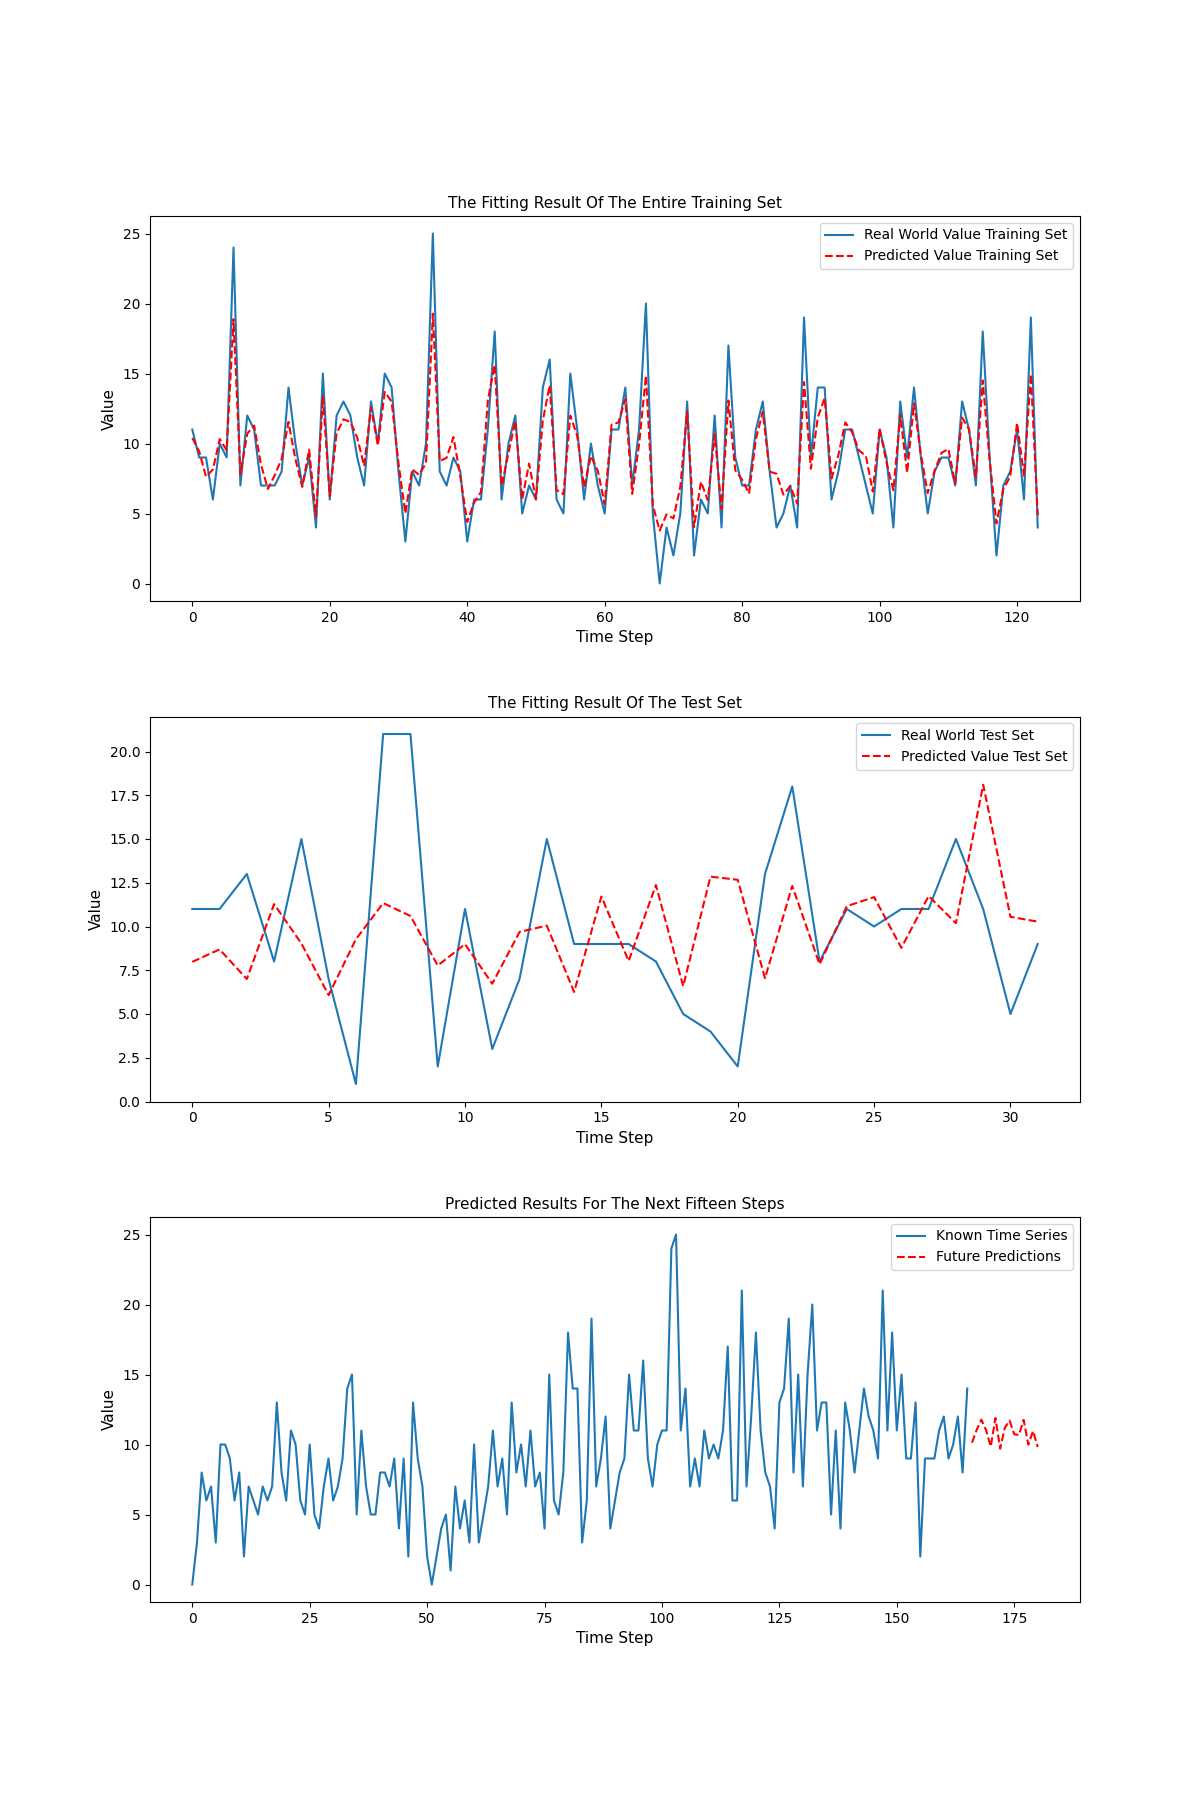 The Fitting Result Of The Entire Training Set
Real World Value Training Set
Predicted Value Training Set
25
20
15
10
5
0
Value
0 20 40 60 80 100 120
Time Step
The Fitting Result Of The Test Set
Real World Test Set
Predicted Value Test Set
20.0
17.5
15.0
12.5
10.0
7.5
5.0
2.5
0.0
Value
0 5 10 15 20 25 30
Time Step
Predicted Results For The Next Fifteen Steps
Known Time Series
Future Predictions
25
20
15
10
5
0
Value
0 25 50 75 100 125 150 175
Time Step